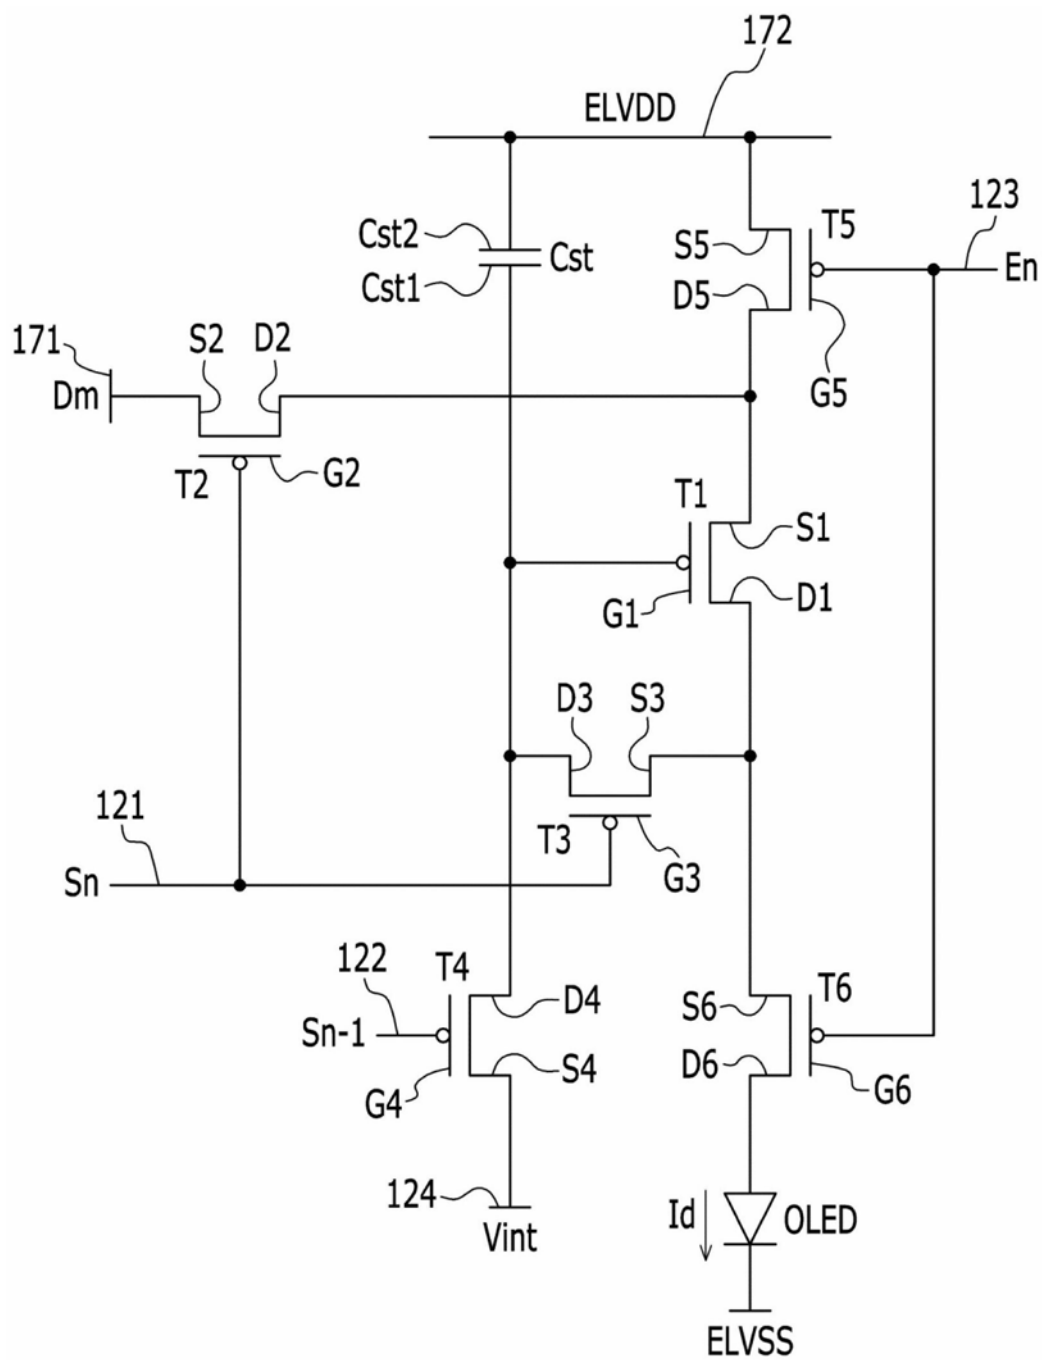 172
ELVDD
123
T5
Cst2
S5
Cst
En
Cst1
D5
171
S2
D2
Dm
G5
T2
G2
T1
S1
G1
D1
D3
S3
121
T3
Sn
G3
122
T4
T6
D4
S6
Sn-1
S4
D6
G4
G6
124
Id
OLED
Vint
ELVSS